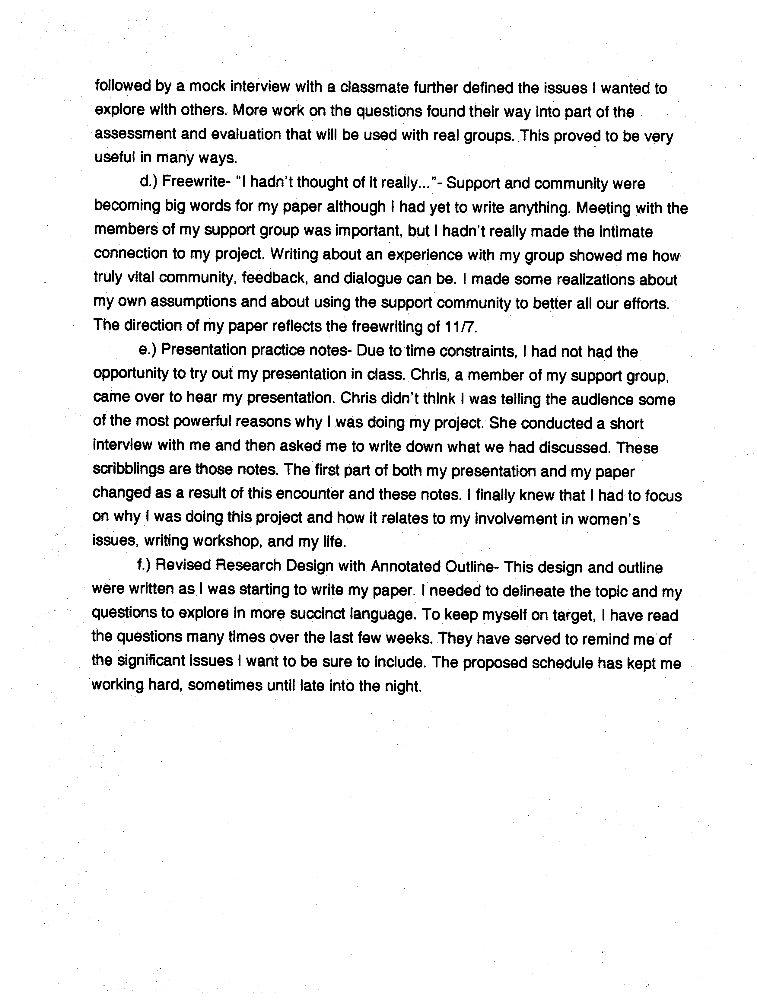 followed by a mock interview with a classmate further defined the issues I wanted to
explore with others. More work on the questions found their way into part of the
assessment and evaluation that will be used with real groups. This proved to be very
useful in many ways.
d.) Freewrite- “I hadn't thought of it really...”- Support and community were
becoming big words for my paper although I had yet to write anything. Meeting with the
members of my support group was important, but I hadn't really made the intimate
connection to my project. Writing about an experience with my group showed me how
truly vital community, feedback, and dialogue can be. I made some realizations about
my own assumptions and about using the support community to better all our efforts.
The direction of my paper reflects the freewriting of 11/7.
e.) Presentation practice notes- Due to time constraints, I had not had the
opportunity to try out my presentation in class. Chris, a member of my support group,
came over to hear my presentation. Chris didn't think I was telling the audience some
of the most powerful reasons why I was doing my project. She conducted a short
interview with me and then asked me to write down what we had discussed. These
scribblings are those notes. The first part of both my presentation and my paper
changed as a result of this encounter and these notes. I finally knew that I had to focus
on why I was doing this project and how it relates to my involvement in women's
issues, writing workshop, and my life.
f.) Revised Research Design with Annotated Outline- This design and outline
were written as I was starting to write my paper. I needed to delineate the topic and my
questions to explore in more succinct language. To keep myself on target, I have read
the questions many times over the last few weeks. They have served to remind me of
the significant issues I want to be sure to include. The proposed schedule has kept me
working hard, sometimes until late into the night.